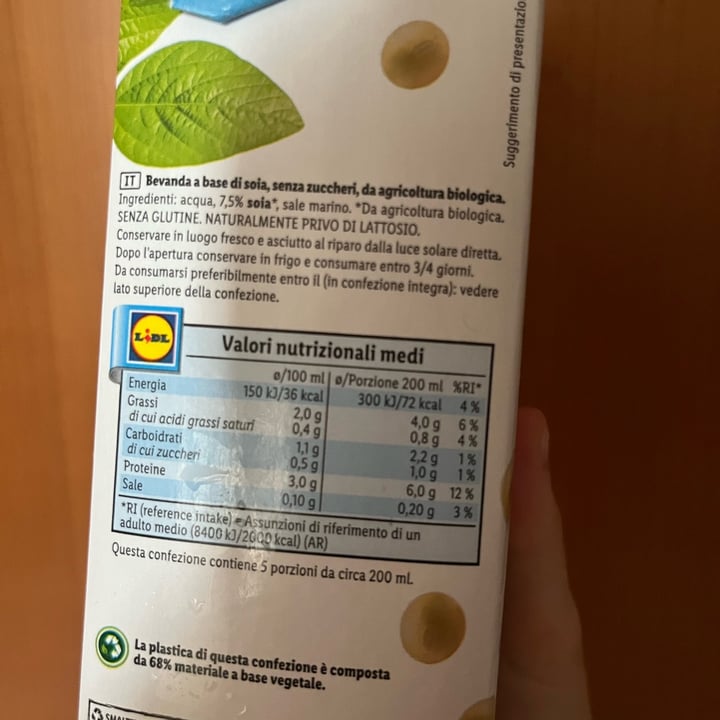 Suggerimento di presentazio
IT Bevanda a base di soia, senza zuccheri, da agricoltura biologica.
Ingredienti: acqua, 7,5% soia*, sale marino. *Da agricoltura biologica.
SENZA GLUTINE. NATURALMENTE PRIVO DI LATTOSIO.
Conservare in luogo fresco e asciutto al riparo dalla luce solare diretta.
Dopo l'apertura conservare in frigo e consumare entro 3/4 giorni.
Da consumarsi preferibilmente entro il (in confezione integra): vedere
lato superiore della confezione.
LIDL
Valori nutrizionali medi
ø/100 ml ø/Porzione 200 ml %RI*
Energia 150 kJ/36 kcal 300 kJ/72 kcal 4 %
Grassi 2,0 g 4,0 g 6 %
di cui acidi grassi saturi 0,4 g 0,8 g 4 %
Carboidrati 1,1 g 2,2 g 1 %
di cui zuccheri 0,5 g 1,0 g 1 %
Proteine 3,0 g 6,0 g 12 %
Sale 0,10 g 0,20 g 3 %
*RI (reference intake) = Assunzioni di riferimento di un
adulto medio (8400 kJ/2000 kcal) (AR)
Questa confezione contiene 5 porzioni da circa 200 ml.
La plastica di questa confezione è composta
da 68% materiale a base vegetale.